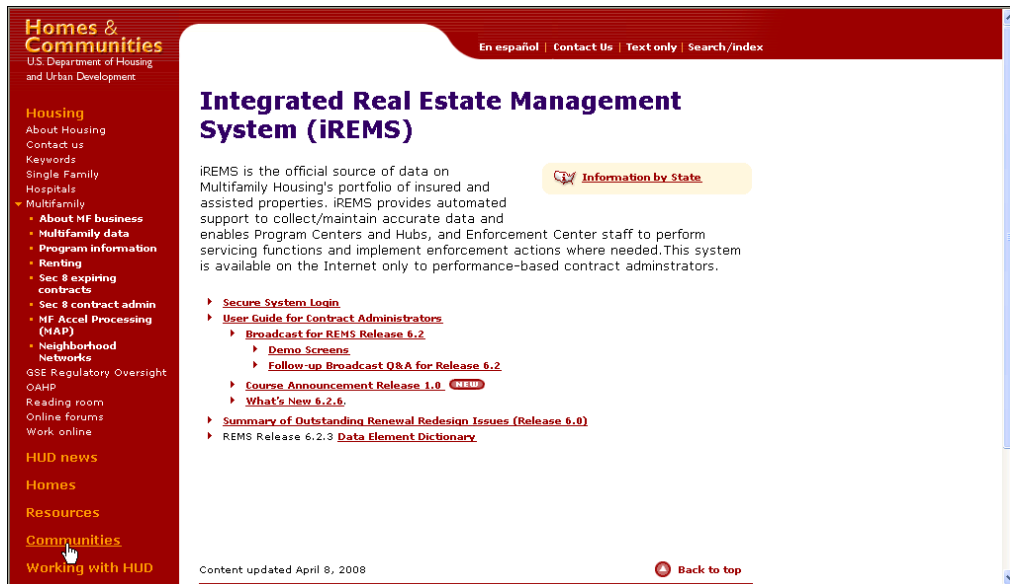 Homes &
Communities
U.S. Department of Housing
and Urban Development
En español | Contact Us | Text only | Search/index
Housing
About Housing
Contact us
Keywords
Single Family
Hospitals
Multifamily
About MF business
Multifamily data
Program information
Renting
Sec 8 expiring
contracts
Sec 8 contract admin
MF Accel Processing
(MAP)
Neighborhood
Networks
GSE Regulatory Oversight
OAHP
Reading room
Online forums
Work online
HUD news
Homes
Resources
Communities
Working with HUD
Integrated Real Estate Management
System (iREMS)
iREMS is the official source of data on
Multifamily Housing's portfolio of insured and
assisted properties. iREMS provides automated
support to collect/maintain accurate data and
enables Program Centers and Hubs, and Enforcement Center staff to perform
servicing functions and implement enforcement actions where needed.This system
is available on the Internet only to performance-based contract adminstrators.
Information by State
Secure System Login
User Guide for Contract Administrators
Broadcast for REMS Release 6.2
Demo Screens
Follow-up Broadcast Q&A for Release 6.2
Course Announcement Release 1.0 NEW
What's New 6.2.6.
Summary of Outstanding Renewal Redesign Issues (Release 6.0)
REMS Release 6.2.3 Data Element Dictionary
Content updated April 8, 2008
Back to top